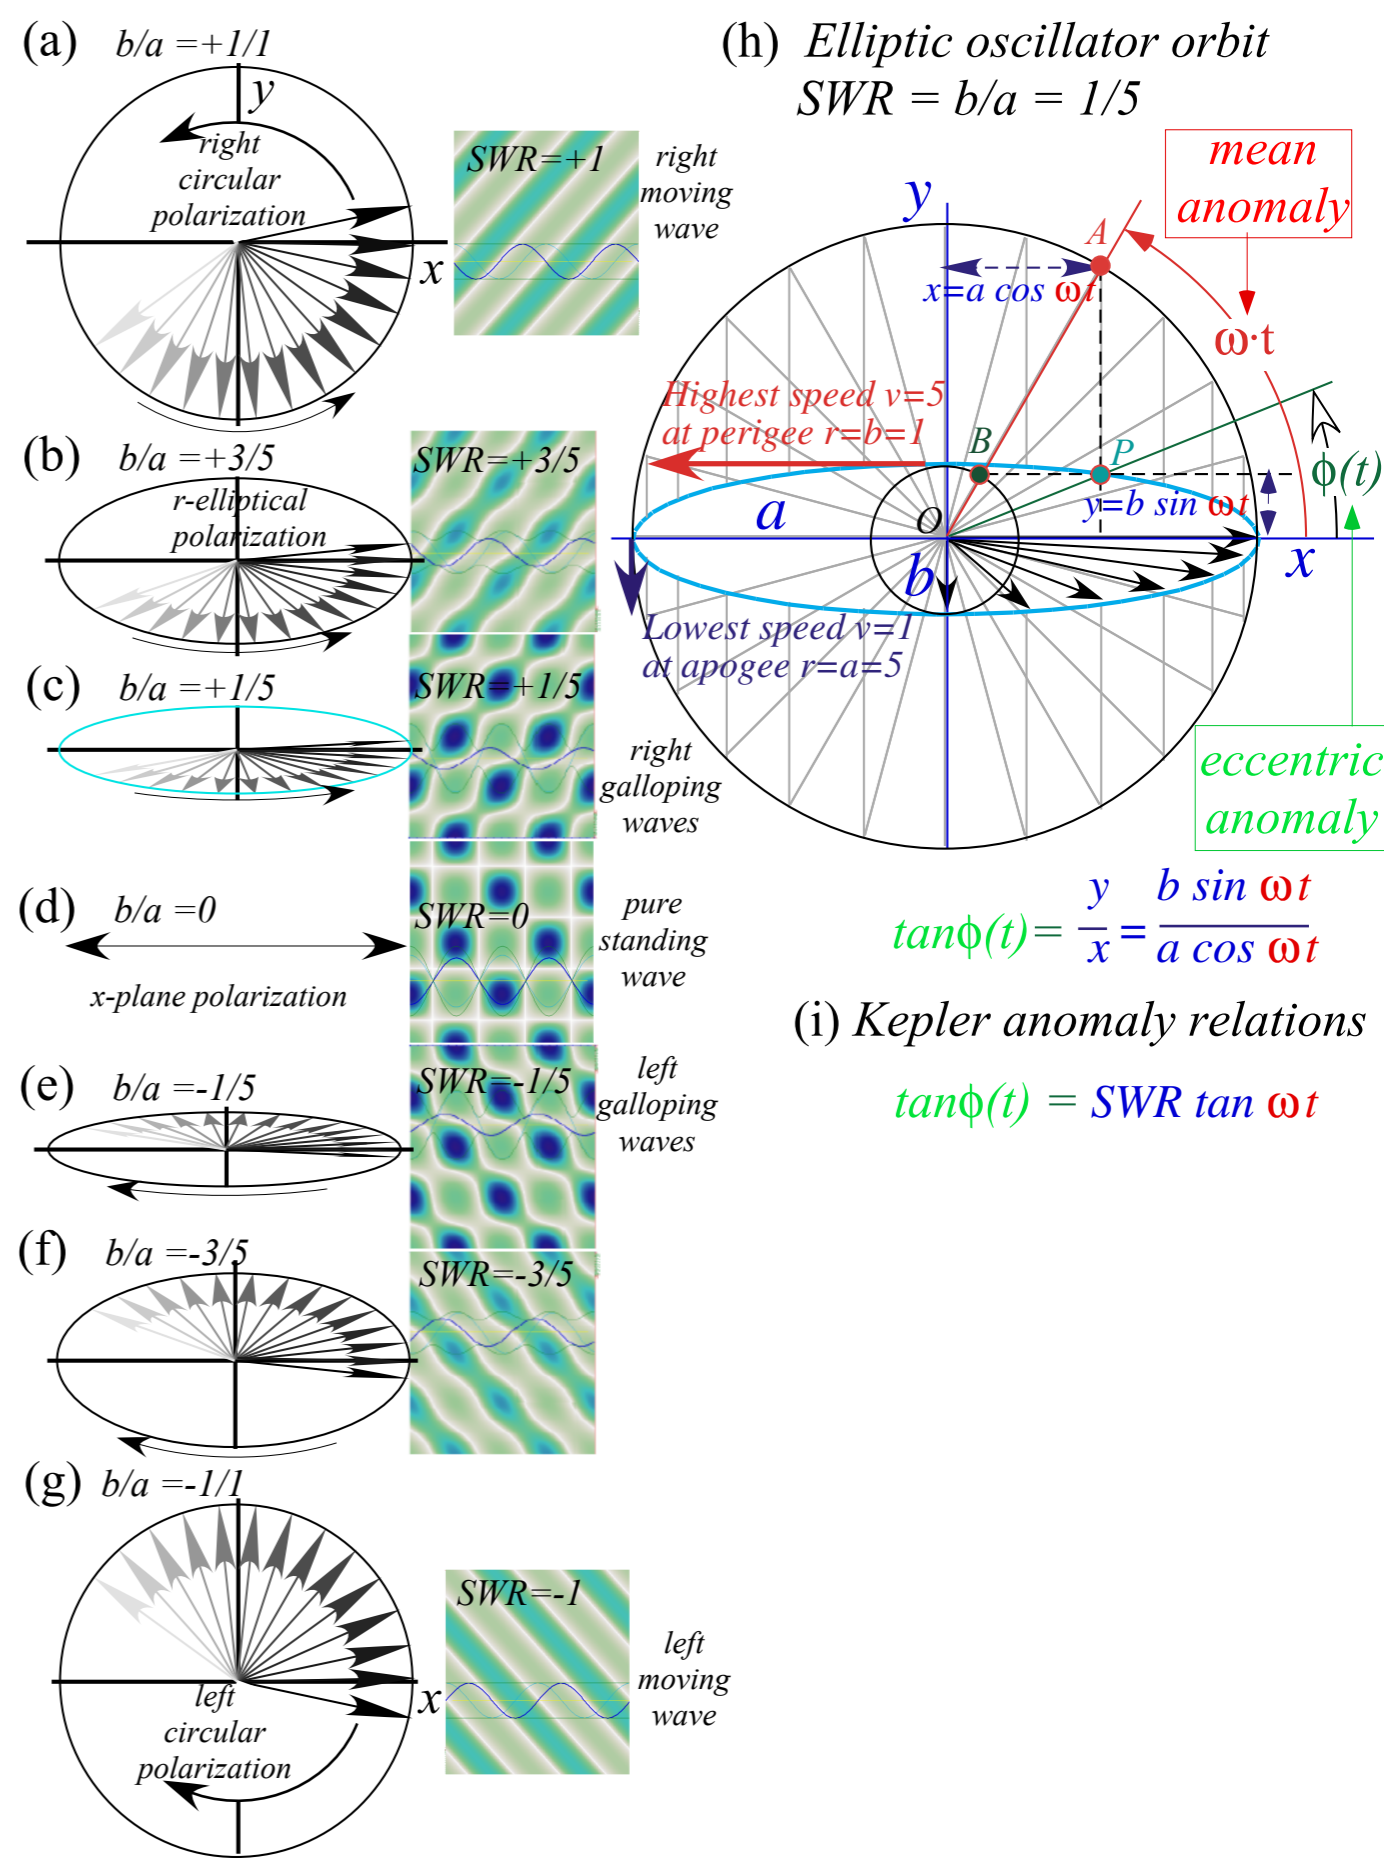 (a) b/a =+1/1
y
right
circular
polarization
x
SWR=+1
right
moving
wave
(b) b/a =+3/5
r-elliptical
polarization
SWR=+3/5
(c) b/a =+1/5
SWR=+1/5
right
galloping
waves
(d) b/a =0
x-plane polarization
SWR=0
pure
standing
wave
(e) b/a =-1/5
SWR=-1/5
left
galloping
waves
(f) b/a =-3/5
SWR=-3/5
(g) b/a =-1/1
left
circular
polarization
x
SWR=-1
left
moving
wave
(h) Elliptic oscillator orbit
SWR = b/a = 1/5
mean
anomaly
y
A
x=a cos ωt
ω·t
Highest speed v=5
at perigee r=b=1
B
P
ϕ(t)
a
O
y=b sin ωt
b
x
Lowest speed v=1
at apogee r=a=5
eccentric
anomaly
tanϕ(t)= y/x = b sin ωt / a cos ωt
(i) Kepler anomaly relations
tanϕ(t) = SWR tan ωt